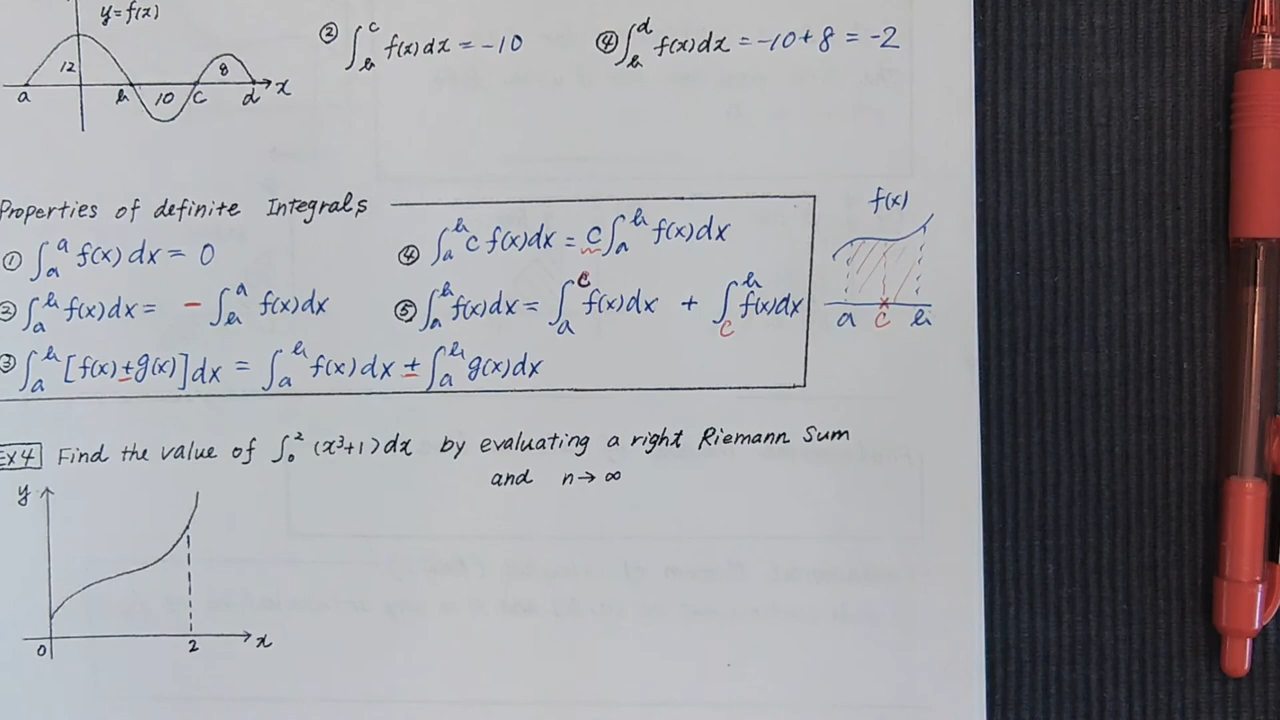 y=f(x)
12 10 8
a b c d x
② ∫_b^c f(x)dx = -10
④ ∫_b^d f(x)dx = -10+8 = -2
Properties of definite Integrals
① ∫_a^a f(x)dx = 0
② ∫_a^b f(x)dx = - ∫_b^a f(x)dx
③ ∫_a^b [f(x)±g(x)]dx = ∫_a^b f(x)dx ± ∫_a^b g(x)dx
④ ∫_a^b c f(x)dx = c∫_a^b f(x)dx
⑤ ∫_a^b f(x)dx = ∫_a^c f(x)dx + ∫_c^b f(x)dx
f(x)
a c b
EX4 Find the value of ∫_0^2 (x³+1)dx by evaluating a right Riemann Sum
and n→∞
y
0 2 x